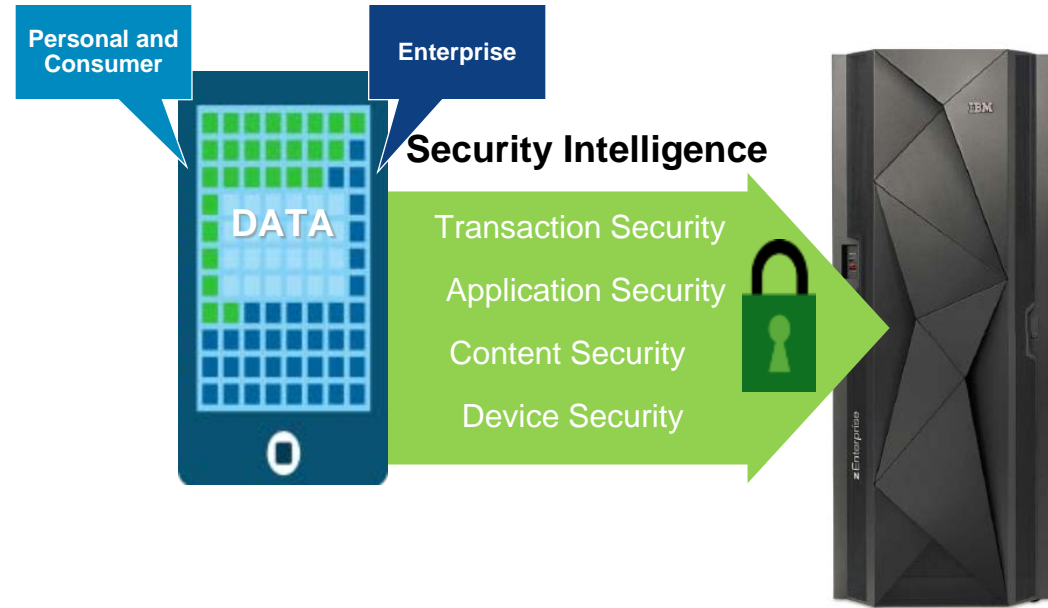 Personal and
Consumer
Enterprise
Security Intelligence
DATA
Transaction Security
Application Security
Content Security
Device Security
IBM
zEnterprise